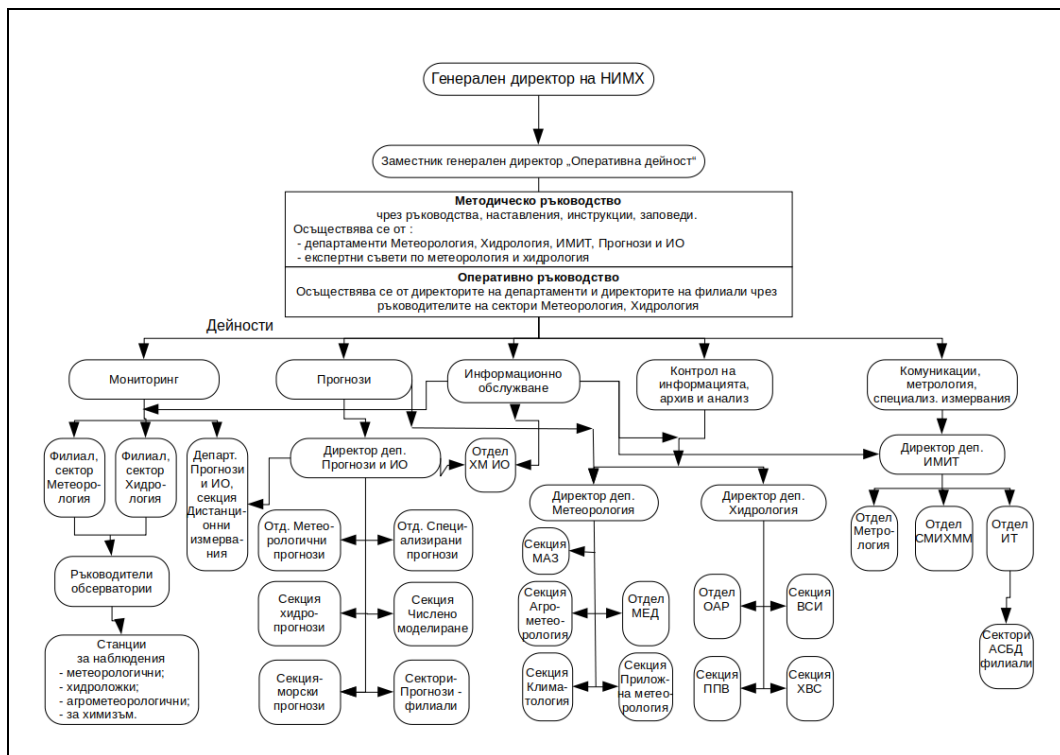 Генерален директор на НИМХ
Заместник генерален директор „Оперативна дейност“
Методическо ръководство
чрез ръководства, наставления, инструкции, заповеди.
Осъществява се от :
- департаменти Метеорология, Хидрология, ИМИТ, Прогнози и ИО
- експертни съвети по метеорология и хидрология
Оперативно ръководство
Осъществява се от директорите на департаменти и директорите на филиали чрез
ръководителите на сектори Метеорология, Хидрология
Дейности
Мониторинг
Прогнози
Информационно
обслужване
Контрол на
информацията,
архив и анализ
Комуникации,
метрология,
специализ. измервания
Филиал,
сектор
Метеоро-
логия
Филиал,
сектор
Хидро-
логия
Департ.
Прогнози
и ИО,
секция
Дистанци-
онни
измерва-
ния
Директор деп.
Прогнози и ИО
Отдел
ХМ ИО
Директор деп.
Метеорология
Директор деп.
Хидрология
Директор деп.
ИМИТ
Ръководители
обсерватории
Станции
за наблюдения
- метеорологични;
- хидроложки;
- агрометеорологични;
- за химизъм.
Отд. Метео-
рологични
прогнози
Отд. Специ-
ализирани
прогнози
Секция
хидро-
прогнози
Секция
Числено
моделиране
Секция-
морски
прогнози
Сектори-
Прогнози -
филиали
Секция
МАЗ
Секция
Агро-
метео-
рология
Отдел
МЕД
Секция
Клима-
тология
Секция
Прилож-
на метео-
рология
Отдел
ОАР
Секция
ВСИ
Секция
ППВ
Секция
ХВС
Отдел
Метро-
логия
Отдел
СМИХММ
Отдел
ИТ
Сектори
АСБД
филиали